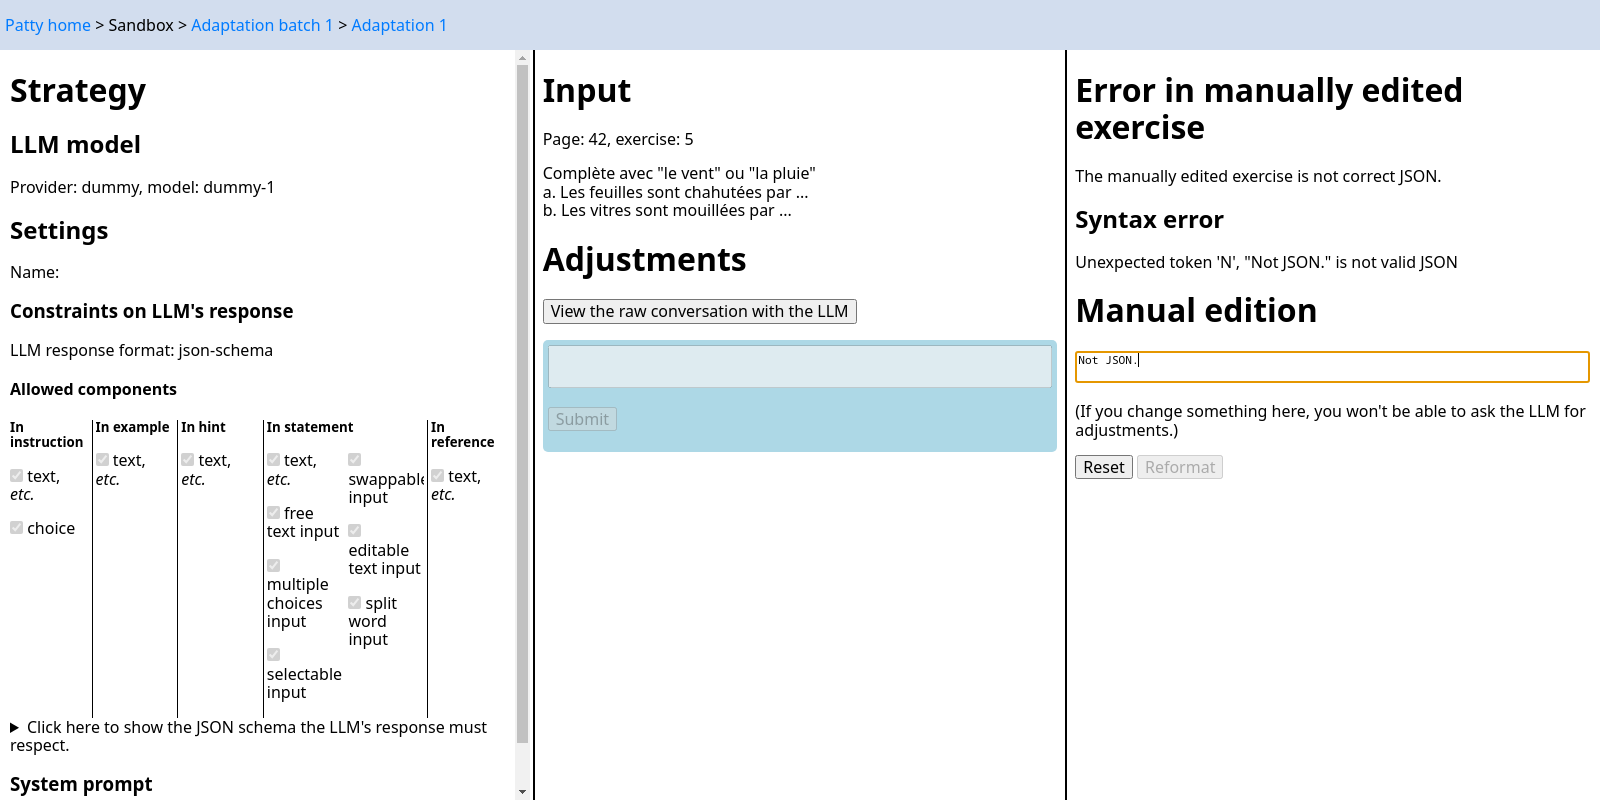 Patty home > Sandbox > Adaptation batch 1 > Adaptation 1
Strategy
LLM model
Provider: dummy, model: dummy-1
Settings
Name:
Constraints on LLM's response
LLM response format: json-schema
Allowed components
In
instruction
text,
etc.
choice
In example
text,
etc.
In hint
text,
etc.
In statement
text,
etc.
free
text input
multiple
choices
input
selectable
input
swappable
input
editable
text input
split
word
input
In
reference
text,
etc.
Click here to show the JSON schema the LLM's response must
respect.
System prompt
Input
Page: 42, exercise: 5
Complète avec "le vent" ou "la pluie"
a. Les feuilles sont chahutées par ...
b. Les vitres sont mouillées par ...
Adjustments
View the raw conversation with the LLM
Submit
Error in manually edited
exercise
The manually edited exercise is not correct JSON.
Syntax error
Unexpected token 'N', "Not JSON." is not valid JSON
Manual edition
Not JSON.
(If you change something here, you won't be able to ask the LLM for
adjustments.)
Reset Reformat